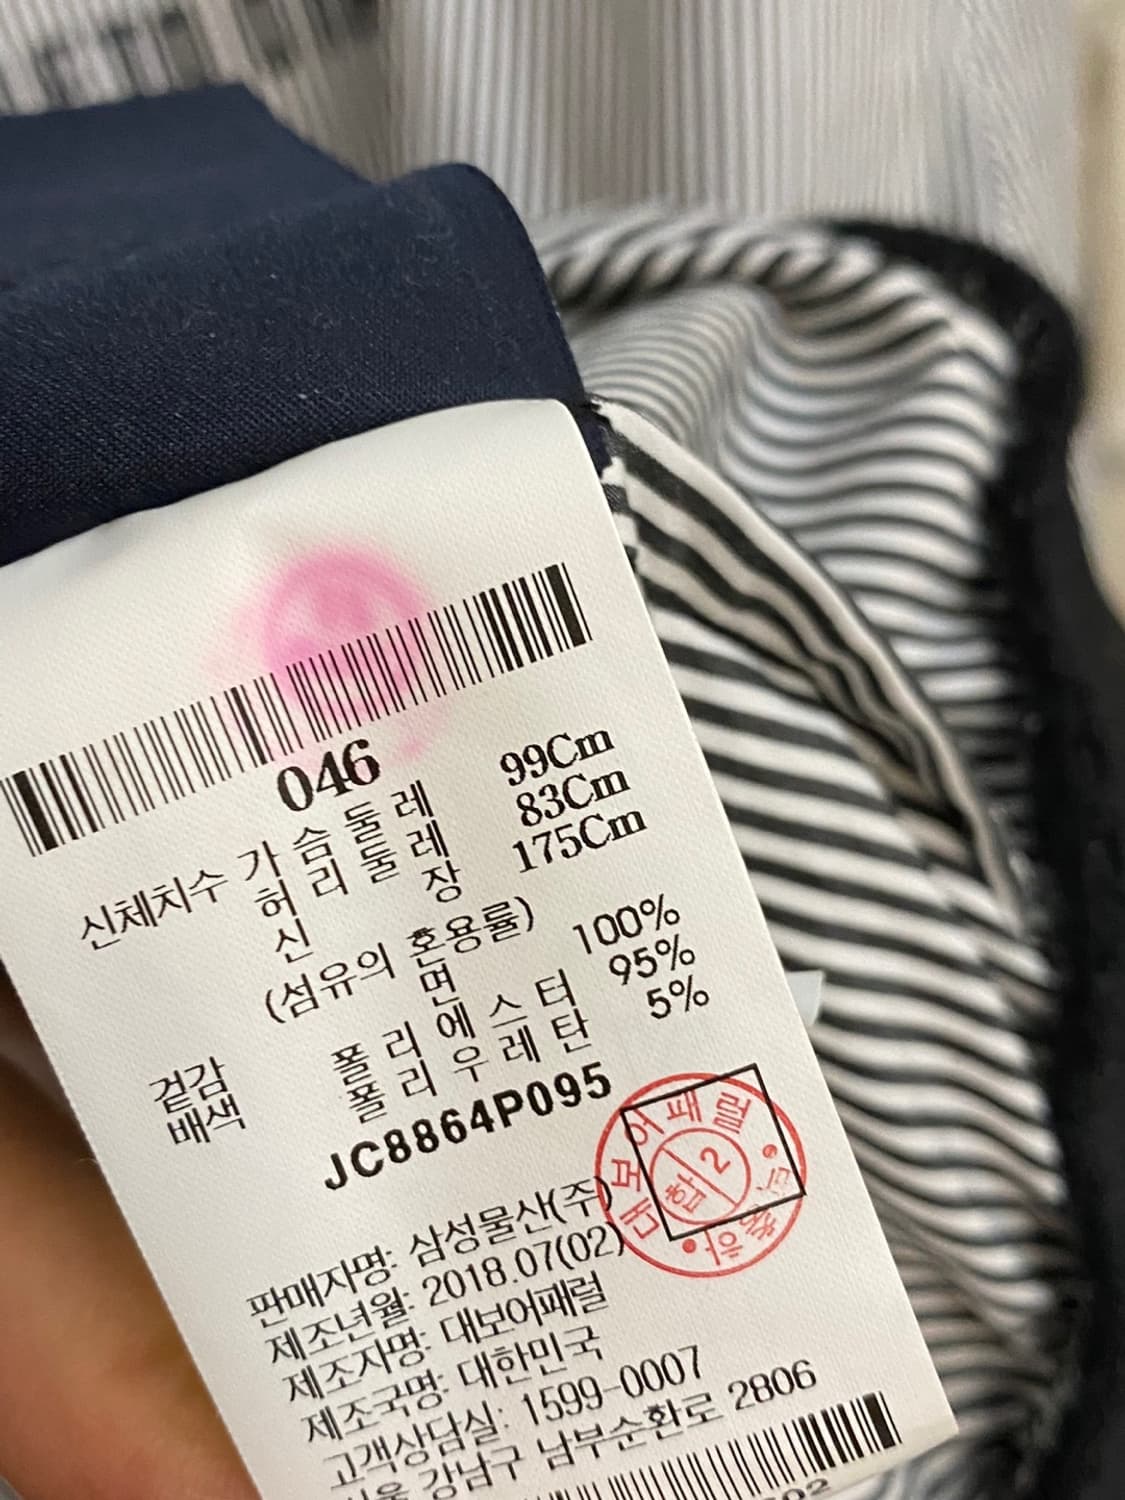 046
신체치수 가슴둘레 99Cm
허리둘레 83Cm
신장 175Cm
(섬유의 혼용률)
겉감 면 100%
배색 폴리에스터 95%
폴리우레탄 5%
JC8864P095
판매자명: 삼성물산(주)
제조년월: 2018.07(02)
제조자명: 대보어패럴
제조국명: 대한민국
고객상담실: 1599-0007
강남구 남부순환로 2806
대보어패럴
합 2